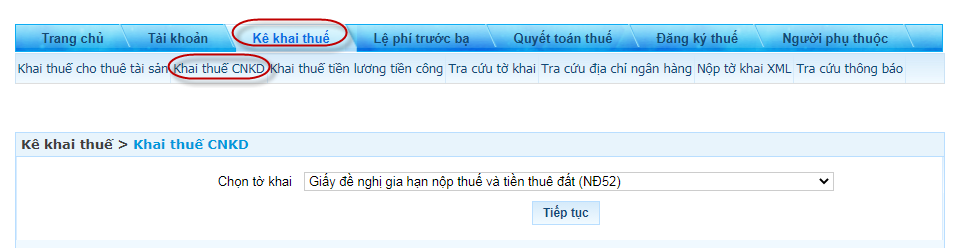 Trang chủ Tài khoản Kê khai thuế Lệ phí trước bạ Quyết toán thuế Đăng ký thuế Người phụ thuộc
Khai thuế cho thuê tài sản Khai thuế CNKD Khai thuế tiền lương tiền công Tra cứu tờ khai Tra cứu địa chỉ ngân hàng Nộp tờ khai XML Tra cứu thông báo
Kê khai thuế > Khai thuế CNKD
Chọn tờ khai Giấy đề nghị gia hạn nộp thuế và tiền thuê đất (NĐ52)
Tiếp tục